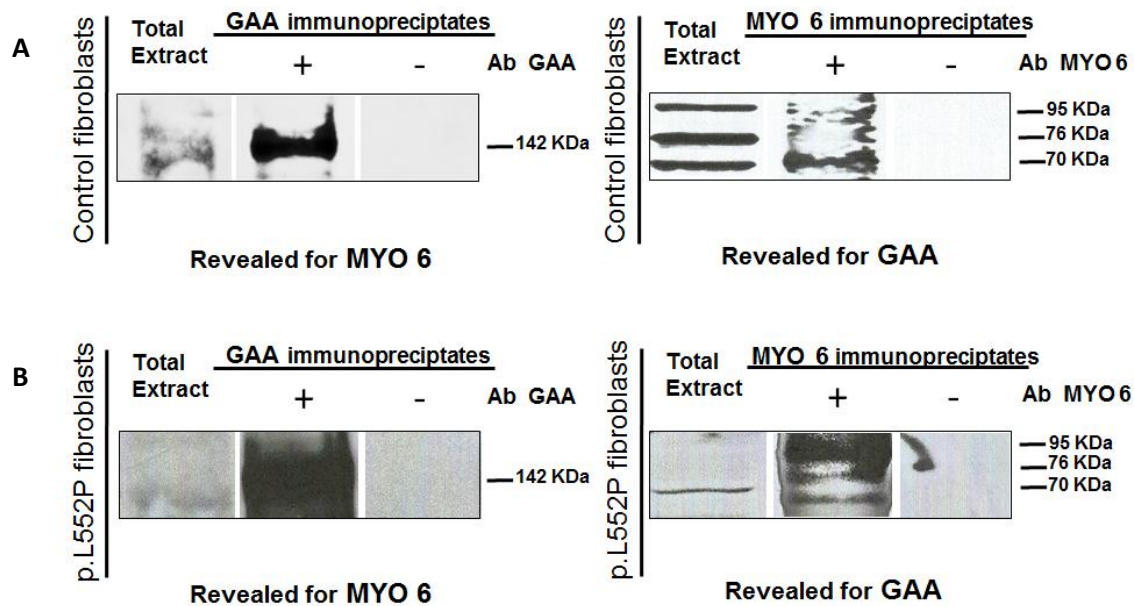 A
Control fibroblasts
Total
Extract
GAA immunopreciptates
+
-
Ab GAA
142 KDa
Revealed for MYO 6
Control fibroblasts
Total
Extract
MYO 6 immunopreciptates
+
-
Ab MYO 6
95 KDa
76 KDa
70 KDa
Revealed for GAA
B
p.L552P fibroblasts
Total
Extract
GAA immunopreciptates
+
-
Ab GAA
142 KDa
Revealed for MYO 6
p.L552P fibroblasts
Total
Extract
MYO 6 immunopreciptates
+
-
Ab MYO 6
95 KDa
76 KDa
70 KDa
Revealed for GAA